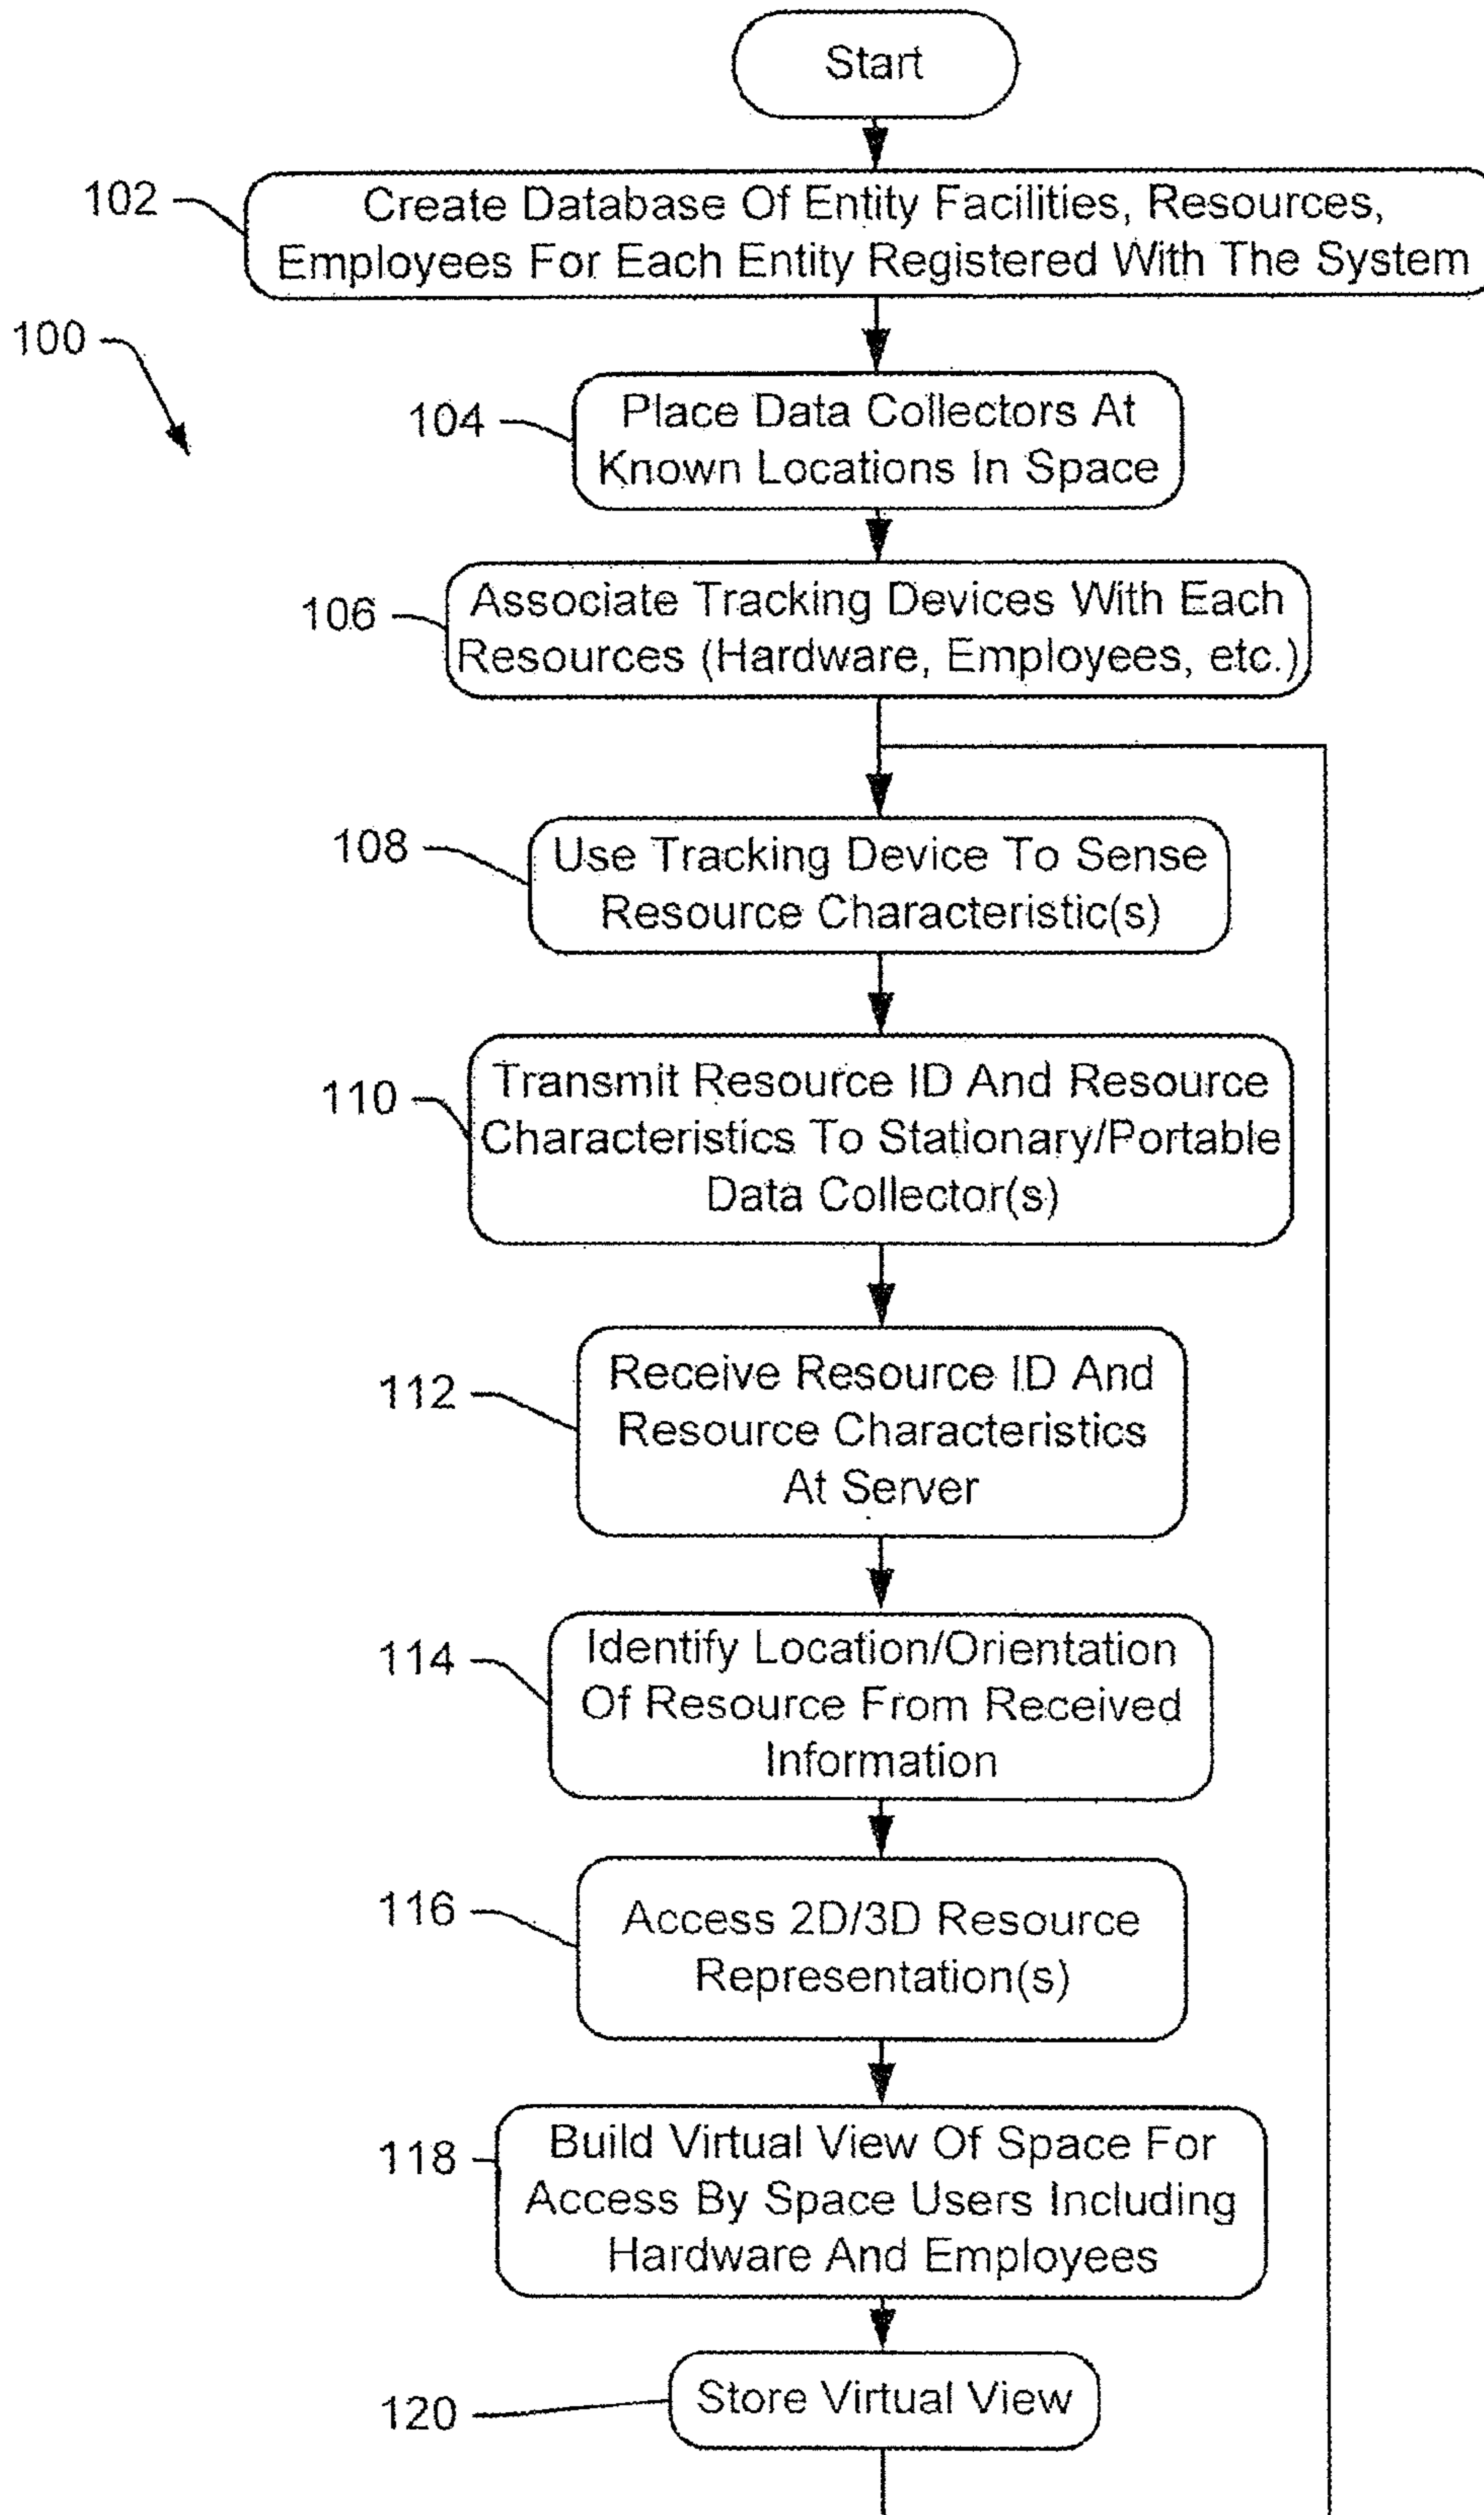 Start
102
Create Database Of Entity Facilities, Resources,
Employees For Each Entity Registered With The System
100
104
Place Data Collectors At
Known Locations In Space
106
Associate Tracking Devices With Each
Resources (Hardware, Employees, etc.)
108
Use Tracking Device To Sense
Resource Characteristic(s)
110
Transmit Resource ID And Resource
Characteristics To Stationary/Portable
Data Collector(s)
112
Receive Resource ID And
Resource Characteristics
At Server
114
Identify Location/Orientation
Of Resource From Received
Information
116
Access 2D/3D Resource
Representation(s)
118
Build Virtual View Of Space For
Access By Space Users Including
Hardware And Employees
120
Store Virtual View